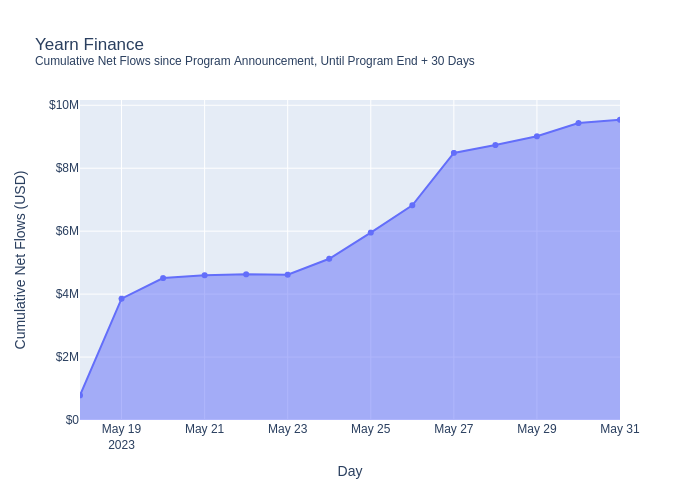 Yearn Finance
Cumulative Net Flows since Program Announcement, Until Program End + 30 Days
Cumulative Net Flows (USD)
$10M
$8M
$6M
$4M
$2M
$0
May 19 May 21 May 23 May 25 May 27 May 29 May 31
2023
Day